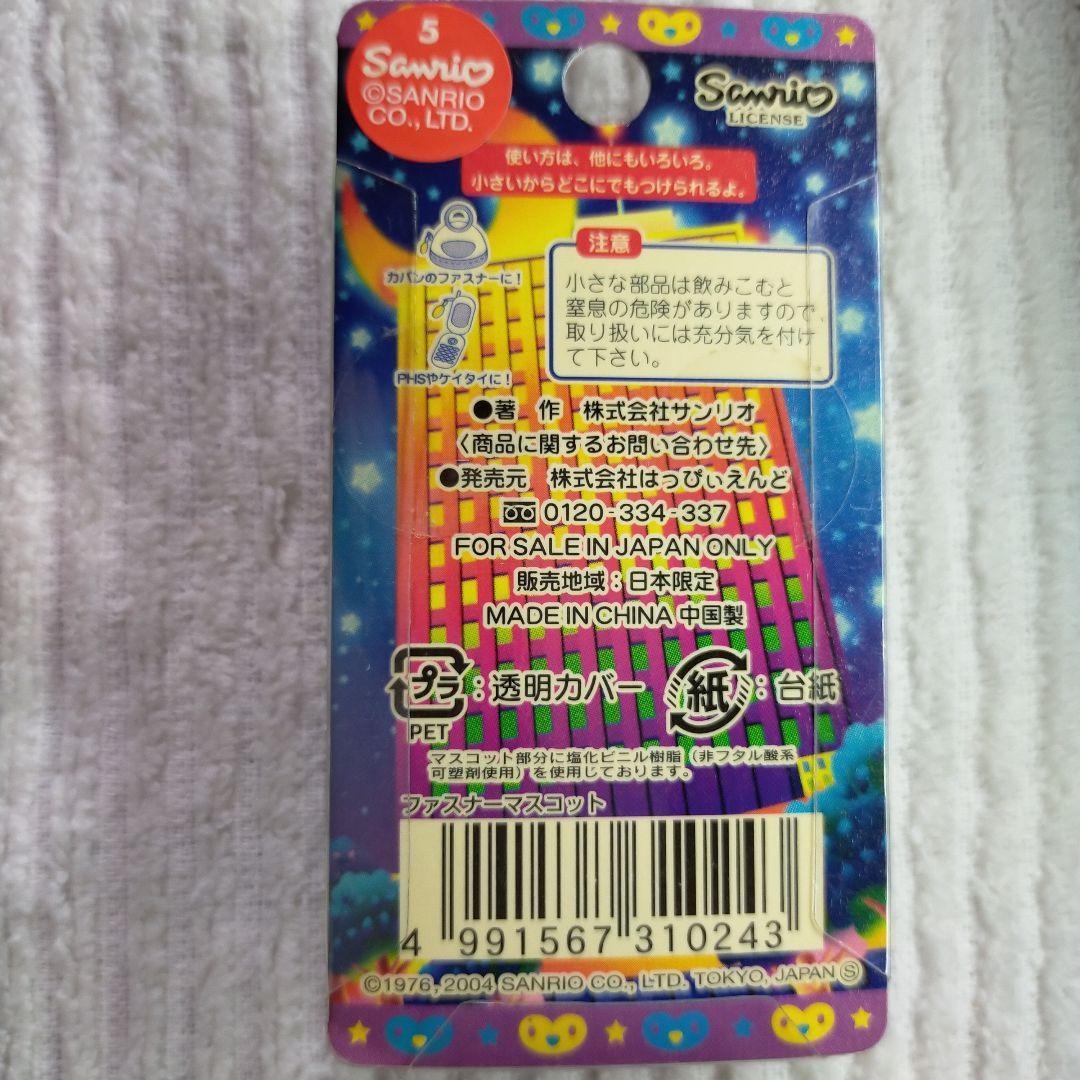 5
Sanrio
©SANRIO
CO., LTD.
Sanrio
LICENSE
使い方は、他にもいろいろ。
小さいからどこにでもつけられるよ。
カバンのファスナーに！
PHSやケイタイに！
注意
小さな部品は飲みこむと
窒息の危険がありますので
取り扱いには充分気を付け
て下さい。
●著 作 株式会社サンリオ
〈商品に関するお問い合わせ先〉
●発売元 株式会社はっぴぃえんど
0120-334-337
FOR SALE IN JAPAN ONLY
販売地域：日本限定
MADE IN CHINA 中国製
プラ：透明カバー
PET
紙：台紙
マスコット部分に塩化ビニル樹脂（非フタル酸系
可塑剤使用）を使用しております。
ファスナーマスコット
4 991567 310243
©1976, 2004 SANRIO CO., LTD. TOKYO, JAPAN Ⓢ